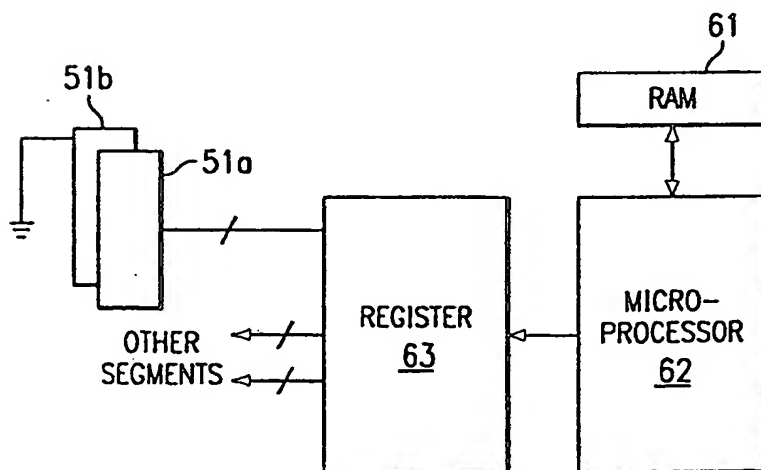 61
RAM
51b
51a
MICRO-
PROCESSOR
62
REGISTER
63
OTHER
SEGMENTS